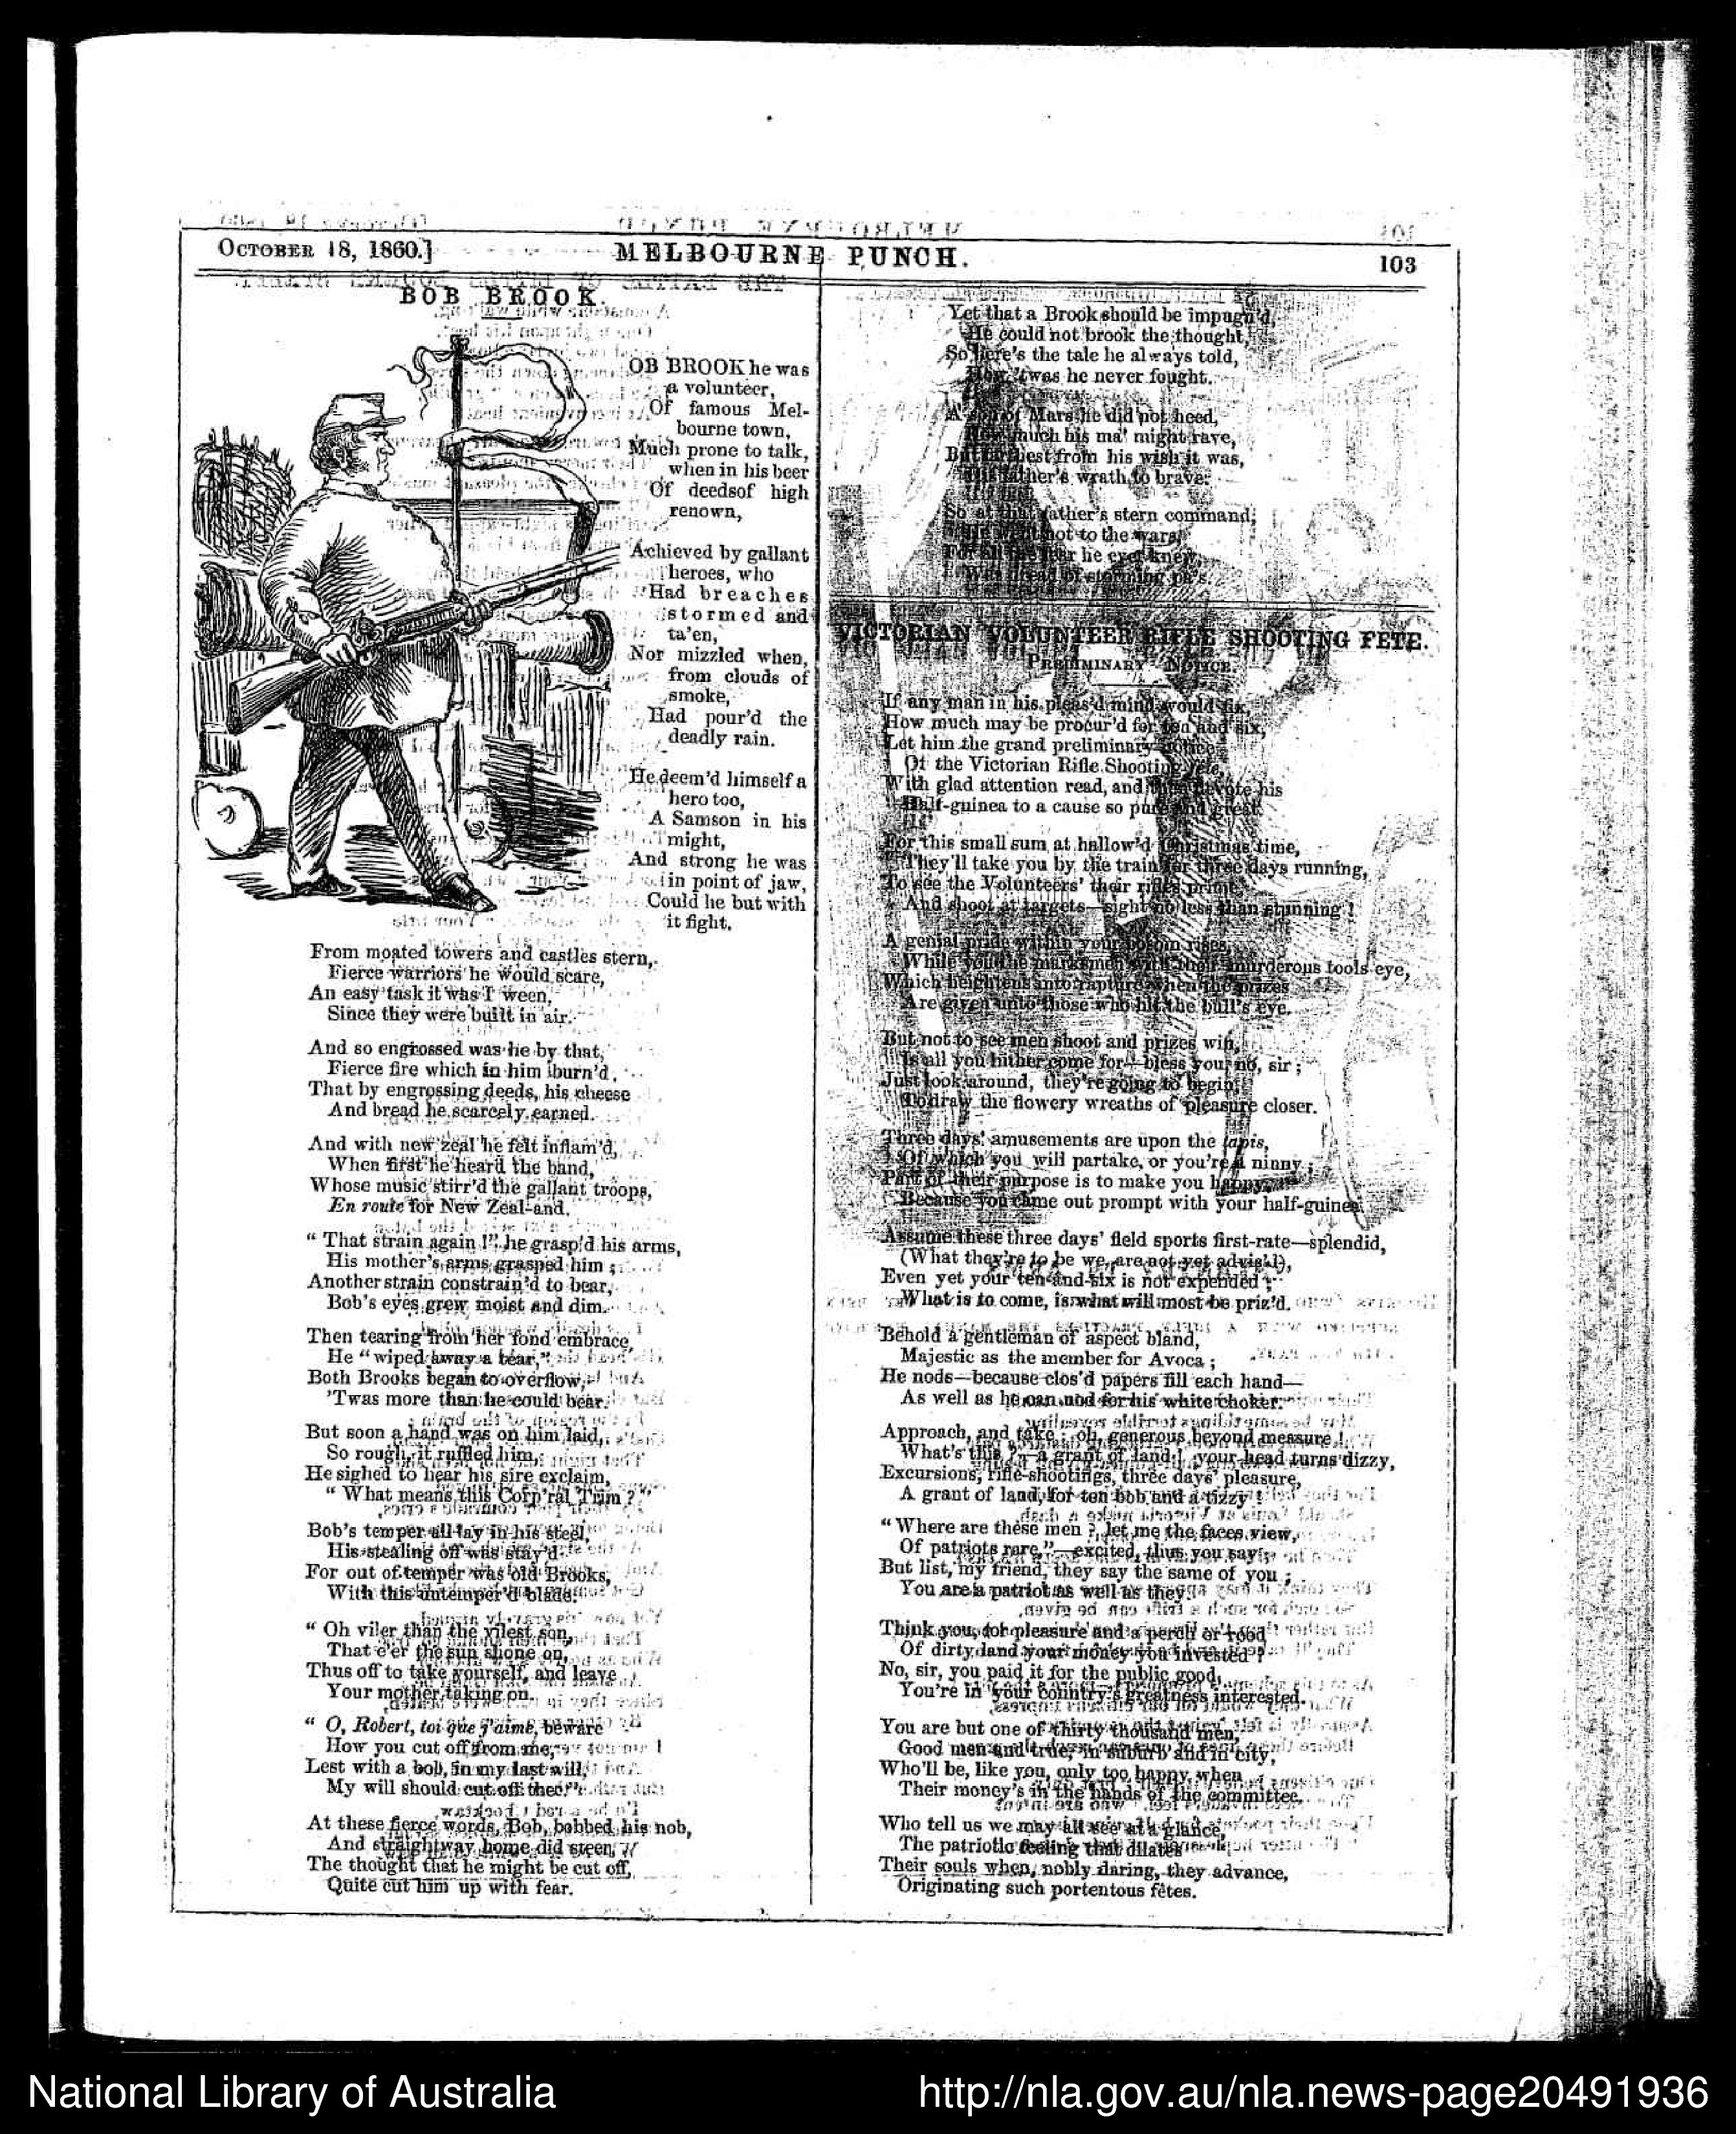 OCTOBER 18, 1860.]
MELBOURNE PUNCH.
103
BOB BROOK.
OB BROOK he was
a volunteer,
Of famous Mel-
bourne town,
Much prone to talk,
when in his beer
Of deedsof high
renown,
Achieved by gallant
heroes, who
Had breaches
stormed and
ta'en,
Nor mizzled when,
from clouds of
smoke,
Had pour'd the
deadly rain.
He deem'd himself a
hero too,
A Samson in his
might,
And strong he was
in point of jaw,
Could he but with
it fight.
From moated towers and castles stern,
Fierce warriors he would scare,
An easy task it was I ween,
Since they were built in air.
And so engrossed was he by that,
Fierce fire which in him burn'd,
That by engrossing deeds, his cheese
And bread he scarcely earned.
And with new zeal he felt inflam'd,
When first he heard the band,
Whose music stirr'd the gallant troops,
En route for New Zeal-and.
" That strain again !" he grasp'd his arms,
His mother's arms grasped him ;
Another strain constrain'd to bear,
Bob's eyes grew moist and dim.
Then tearing from her fond embrace,
He " wiped away a tear,"
Both Brooks began to overflow,
'Twas more than he could bear.
But soon a hand was on him laid,
So rough, it ruffled him,
He sighed to hear his sire exclaim,
" What means this Corp'ral Trim ? "
Bob's temper all lay in his steel,
His stealing off was stay'd
For out of temper was old Brooks,
With this untemper'd blade.
" Oh viler than the vilest son,
That e'er the sun shone on,
Thus off to take yourself, and leave
Your mother taking on.
" O, Robert, toi que j'aime, beware
How you cut off from me,
Lest with a bob, in my last will,
My will should cut off thee."
At these fierce words, Bob, bobbed his nob,
And straightway home did steer,
The thought that he might be cut off,
Quite cut him up with fear.
Yet that a Brook should be impugn'd,
He could not brook the thought,
So here's the tale he always told,
How 'twas he never fought.
A son of Mars he did not heed,
How much his ma' might rave,
But furthest from his wish it was,
His father's wrath to brave.
So at that father's stern command,
He went not to the wars,
For all the fear he ever knew,
Was dread of storming pa's.
VICTORIAN VOLUNTEER RIFLE SHOOTING FETE.
PRELIMINARY NOTICE.
If any man in his pleas'd mind would fix,
How much may be procur'd for ten and six,
Let him the grand preliminary notice
Of the Victorian Rifle Shooting fete,
With glad attention read, and then devote his
Half-guinea to a cause so pure and great.
For this small sum at hallow'd Christmas time,
They'll take you by the train for three days running,
To see the Volunteers' their rifles prime
And shoot at targets—sight no less than stunning !
A genial pride within your bosom rises,
While you the marksmen with their murderous tools eye,
Which heightens into rapture when the prizes
Are given unto those who hit the bull's eye.
But not to see men shoot and prizes win,
Is all you hither come for—bless you, no, sir ;
Just look around, they're going to begin
To draw the flowery wreaths of pleasure closer.
Three days' amusements are upon the tapis,
Of which you will partake, or you're a ninny ;
Part of their purpose is to make you happy,
Because you came out prompt with your half-guinea.
Assume these three days' field sports first-rate—splendid,
(What they're to be we are not yet advis'd),
Even yet your ten-and-six is not expended ;
What is to come, is what will most be priz'd.
Behold a gentleman of aspect bland,
Majestic as the member for Avoca ;
He nods—because clos'd papers fill each hand—
As well as he can nod for his white choker.
Approach, and take ; oh, generous beyond measure !
What's this ?—a grant of land ! your head turns dizzy,
Excursions, rifle-shootings, three days' pleasure,
A grant of land, for ten bob and a tizzy !
" Where are these men ? let me the faces view,
Of patriots rare,"—excited, thus you say ;
But list, my friend, they say the same of you ;
You are a patriot as well as they.
Think you, for pleasure and a perch or rood
Of dirty land your money you invested ?
No, sir, you paid it for the public good,
You're in your country's greatness interested.
You are but one of thirty thousand men,
Good men and true, in suburb and in city,
Who'll be, like you, only too happy when
Their money's in the hands of the committee.
Who tell us we may all see at a glance,
The patriotic feeling that dilates
Their souls when, nobly daring, they advance,
Originating such portentous fêtes.
National Library of Australia
http://nla.gov.au/nla.news-page20491936